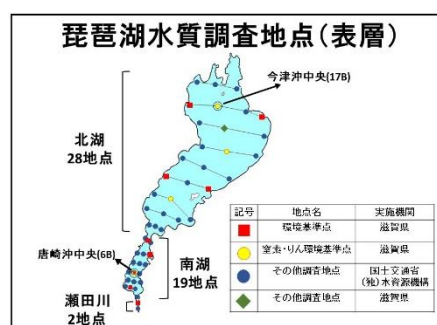 琵琶湖水質調査地点(表層)
今津沖中央(17B)
北湖
28地点
唐崎沖中央(6B)
南湖
19地点
瀬田川
2地点
記号 地点名 実施機関
環境基準点 滋賀県
窒素・りん環境基準点 滋賀県
その他調査地点 国土交通省
(独)水資源機構
その他調査地点 滋賀県